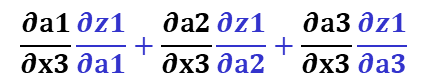 ∂a1/∂x3 ∂z1/∂a1 + ∂a2/∂x3 ∂z1/∂a2 + ∂a3/∂x3 ∂z1/∂a3